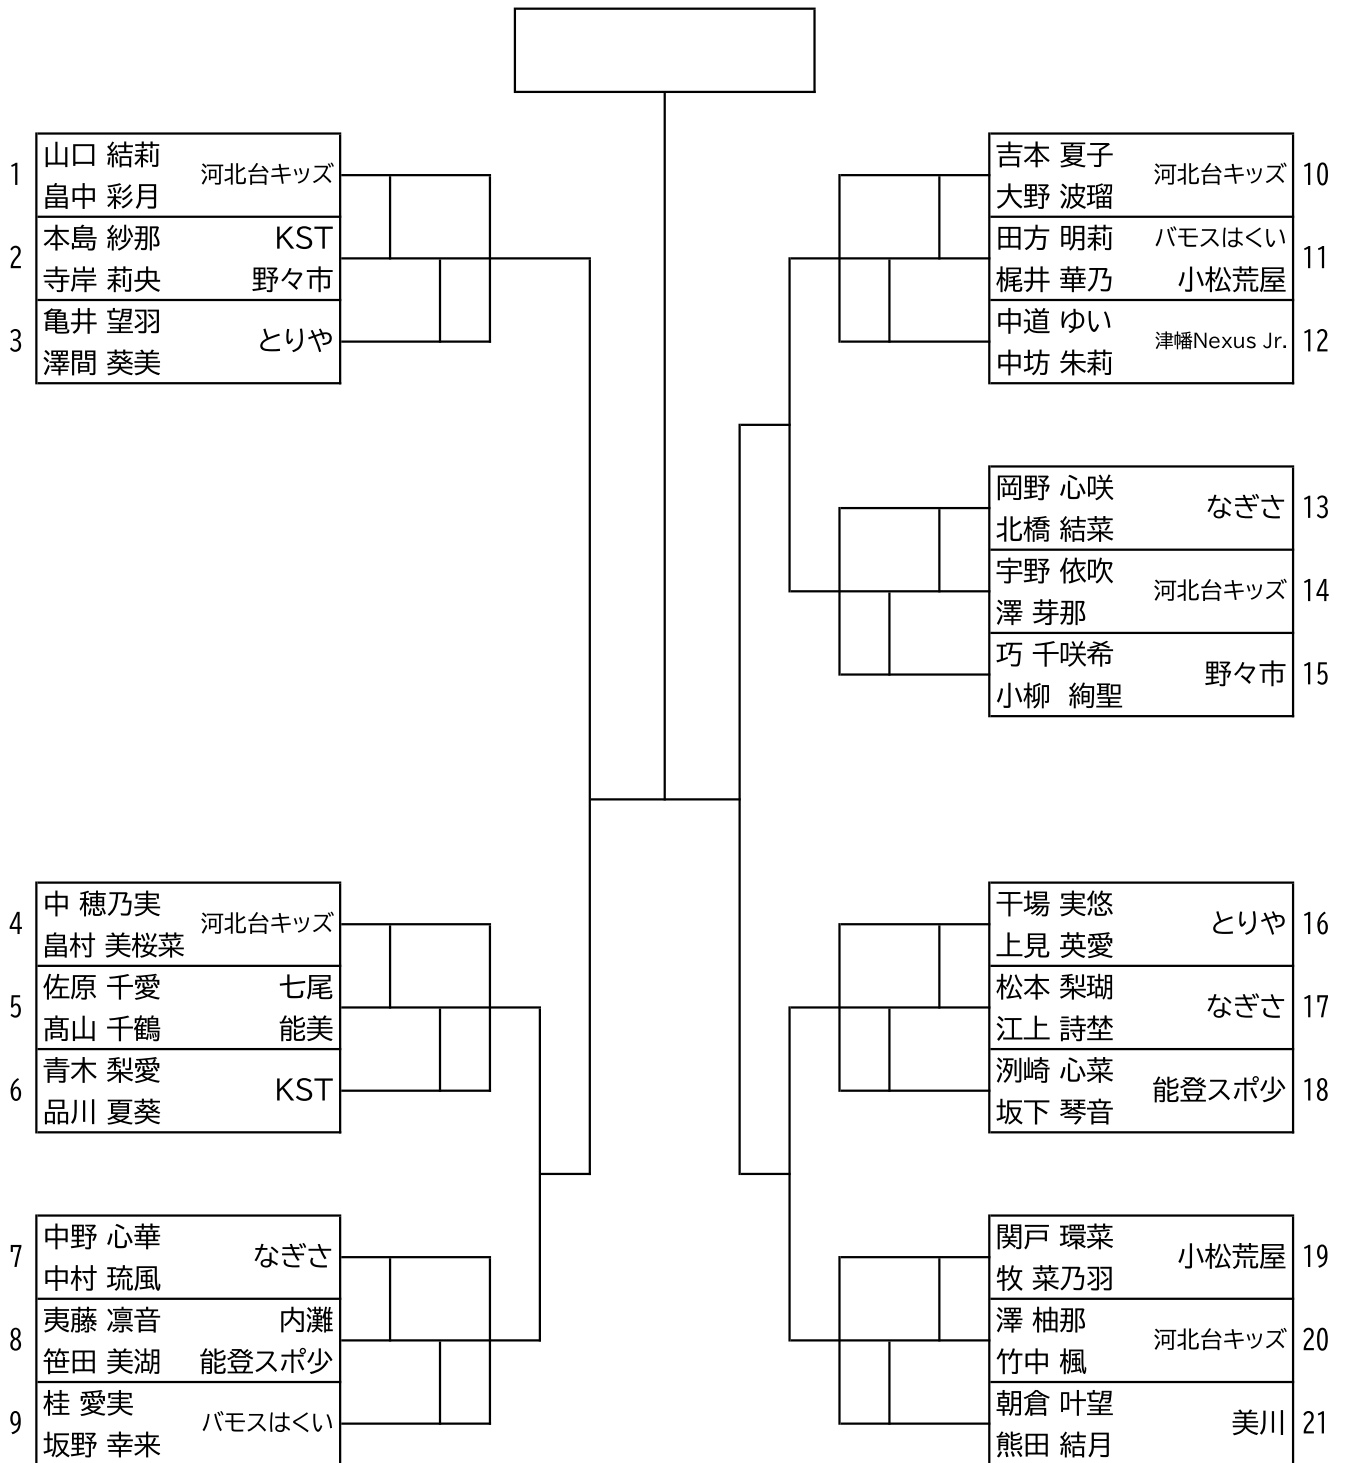 1
山口 結莉
畠中 彩月
河北台キッズ
2
本島 紗那 KST
寺岸 莉央 野々市
3
亀井 望羽
澤間 葵美
とりや
4
中 穂乃実
畠村 美桜菜
河北台キッズ
5
佐原 千愛 七尾
髙山 千鶴 能美
6
青木 梨愛
品川 夏葵
KST
7
中野 心華
中村 琉風
なぎさ
8
夷藤 凛音 内灘
笹田 美湖 能登スポ少
9
桂 愛実
坂野 幸来
バモスはくい
吉本 夏子
大野 波瑠
河北台キッズ
10
田方 明莉 バモスはくい
梶井 華乃 小松荒屋
11
中道 ゆい
中坊 朱莉
津幡Nexus Jr.
12
岡野 心咲
北橋 結菜
なぎさ
13
宇野 依吹
澤 芽那
河北台キッズ
14
巧 千咲希
小柳 絢聖
野々市
15
干場 実悠
上見 英愛
とりや
16
松本 梨瑚
江上 詩埜
なぎさ
17
洌崎 心菜
坂下 琴音
能登スポ少
18
関戸 環菜
牧 菜乃羽
小松荒屋
19
澤 柚那
竹中 楓
河北台キッズ
20
朝倉 叶望
熊田 結月
美川
21